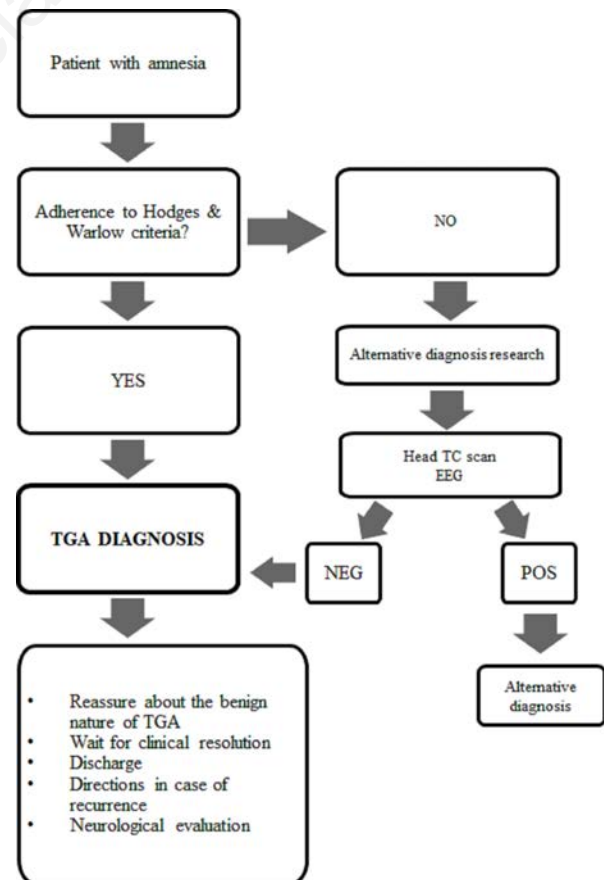 Patient with amnesia
Adherence to Hodges &
Warlow criteria?
NO
YES
Alternative diagnosis research
Head TC scan
EEG
TGA DIAGNOSIS
NEG
POS
Alternative
diagnosis
• Reassure about the benign
nature of TGA
• Wait for clinical resolution
• Discharge
• Directions in case of
recurrence
• Neurological evaluation